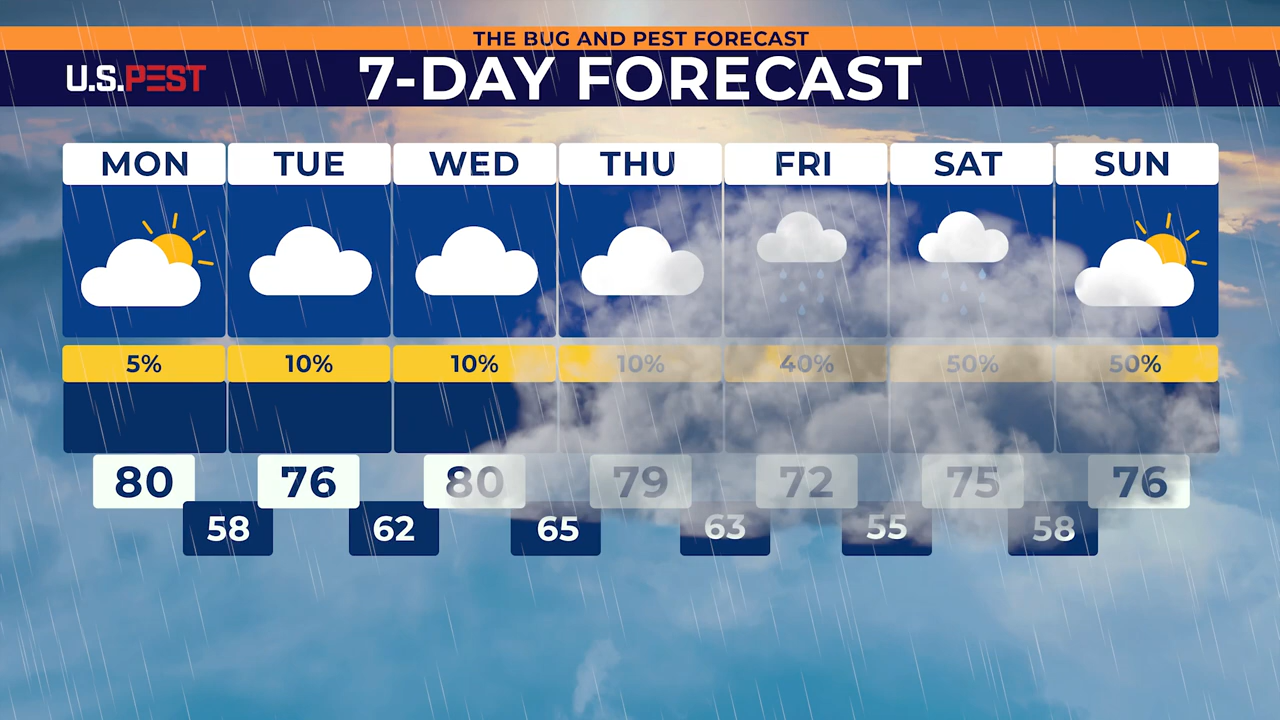 THE BUG AND PEST FORECAST
U.S.PEST 7-DAY FORECAST
MON TUE WED THU FRI SAT SUN
5% 10% 10% 10% 40% 50% 50%
80 76 80 79 72 75 76
58 62 65 63 55 58